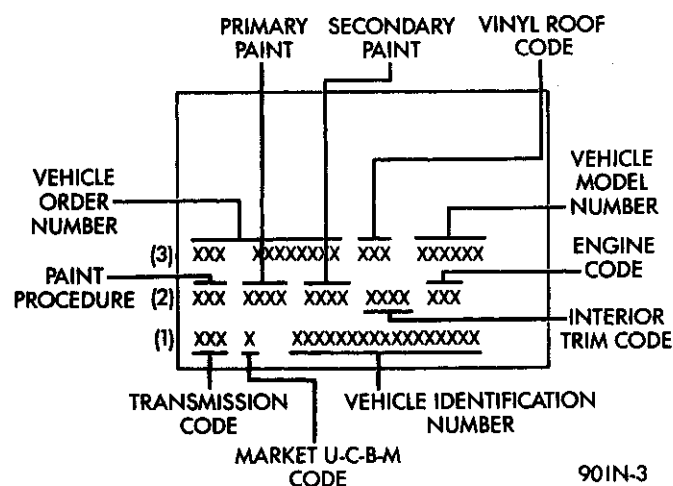 PRIMARY PAINT
SECONDARY PAINT
VINYL ROOF CODE
VEHICLE ORDER NUMBER
VEHICLE MODEL NUMBER
(3) XXX XXXXXXXX XXX XXXXXX
PAINT PROCEDURE
ENGINE CODE
(2) XXX XXXX XXXX XXXX XXX
INTERIOR TRIM CODE
(1) XXX X XXXXXXXXXXXXXXXXX
TRANSMISSION CODE
VEHICLE IDENTIFICATION NUMBER
MARKET U-C-B-M CODE
901N-3